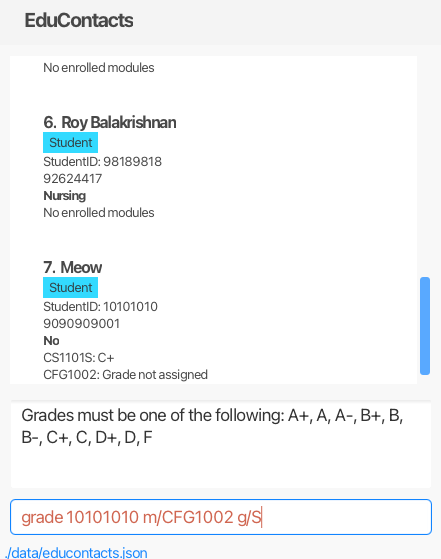 EduContacts
No enrolled modules
6. Roy Balakrishnan
Student
StudentID: 98189818
92624417
Nursing
No enrolled modules
7. Meow
Student
StudentID: 10101010
9090909001
No
CS1101S: C+
CFG1002: Grade not assigned
Grades must be one of the following: A+, A, A-, B+, B,
B-, C+, C, D+, D, F
grade 10101010 m/CFG1002 g/S
./data/educontacts.json